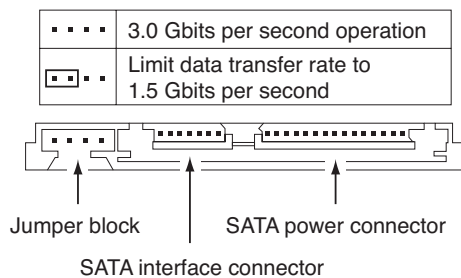 3.0 Gbits per second operation
Limit data transfer rate to
1.5 Gbits per second
Jumper block
SATA power connector
SATA interface connector